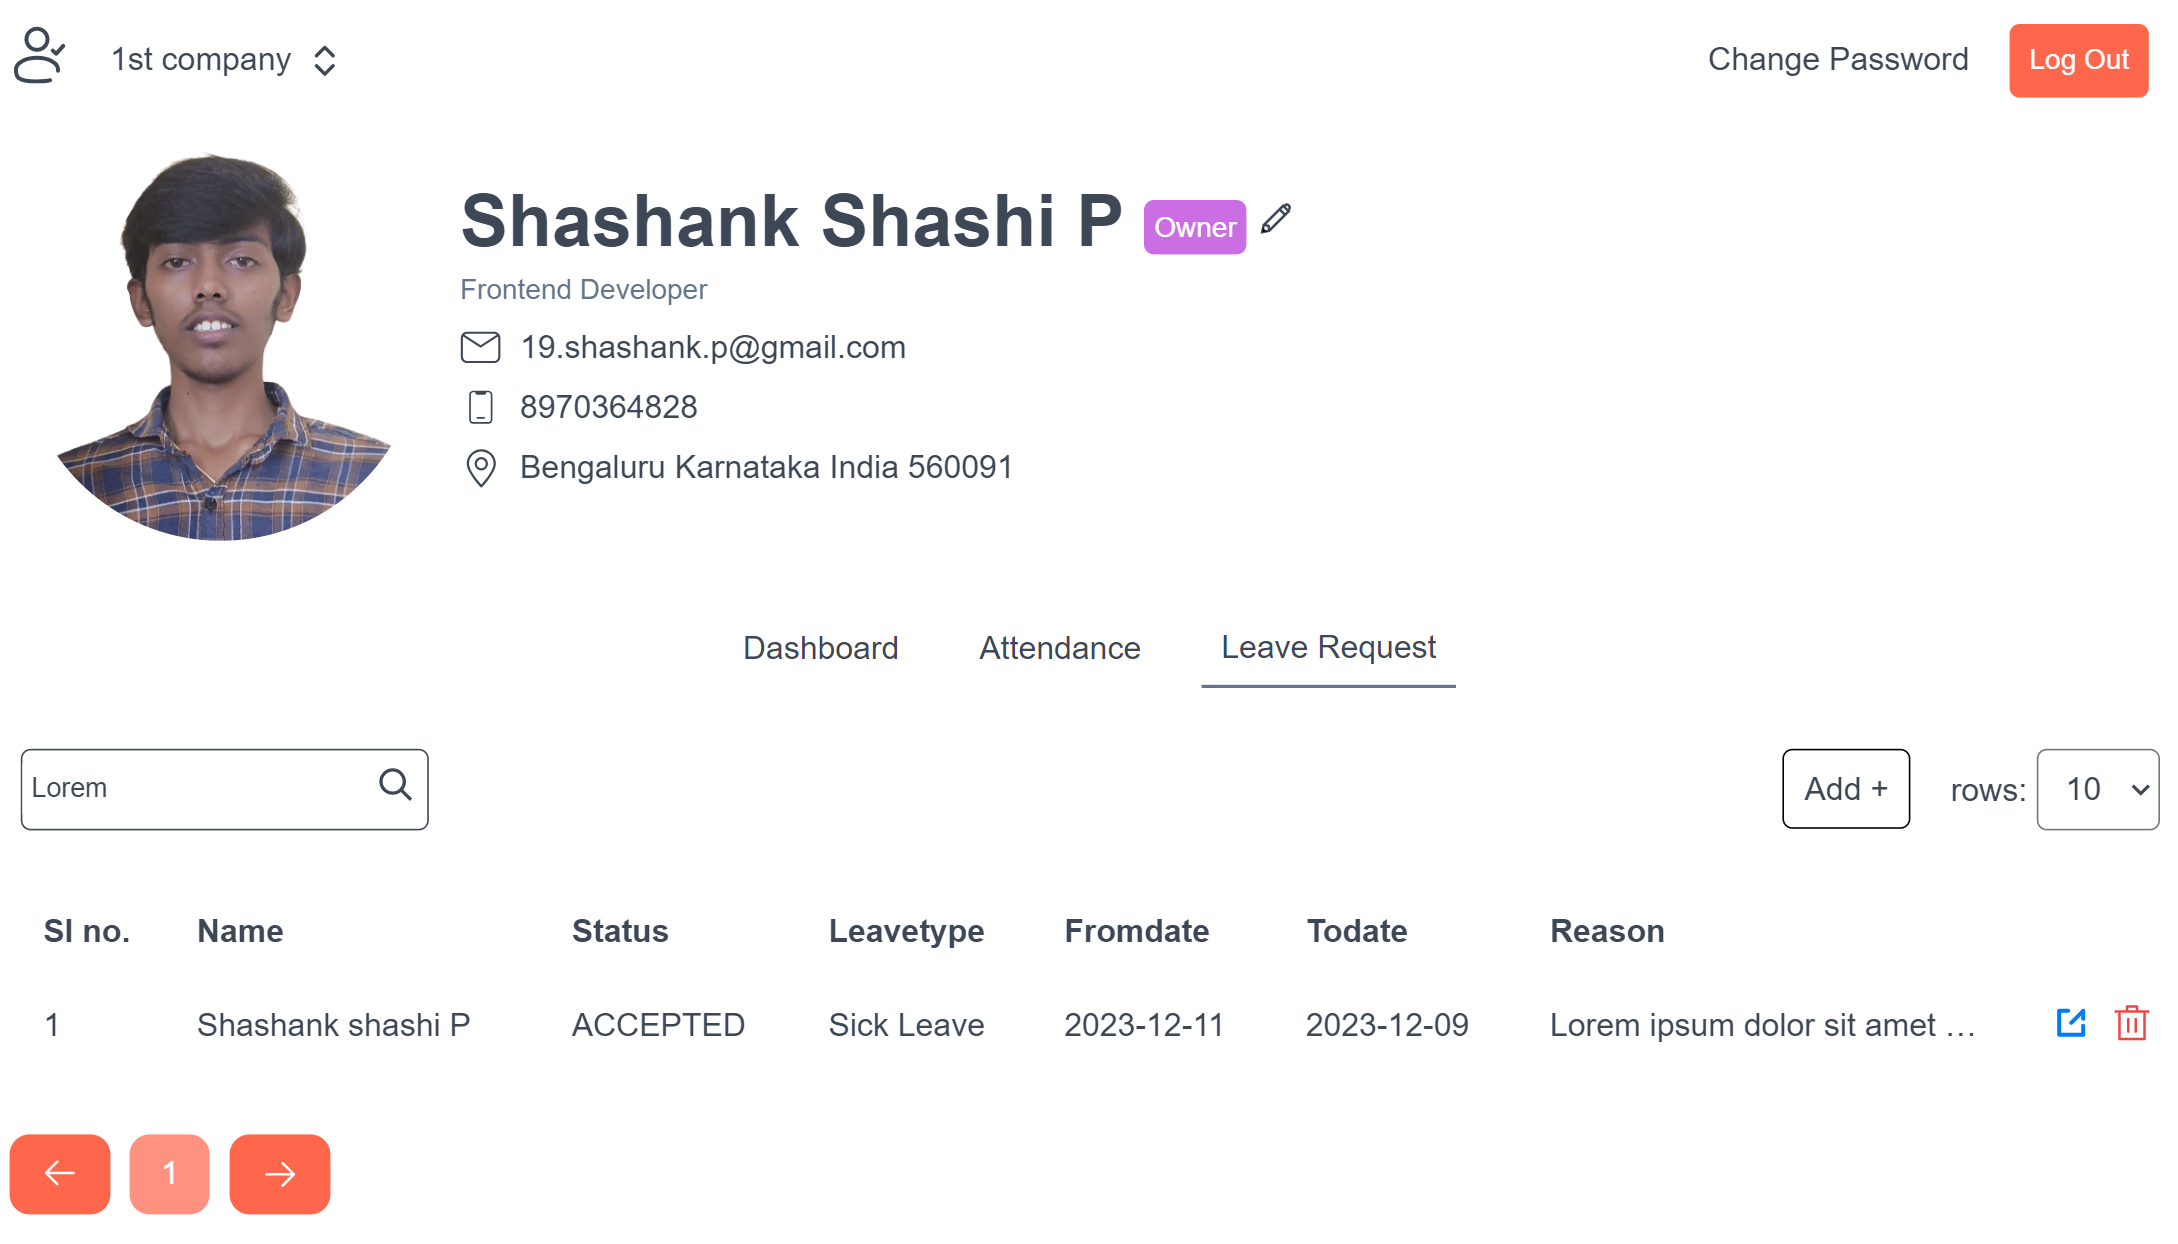 1st company
Change Password
Log Out
Shashank Shashi P Owner
Frontend Developer
19.shashank.p@gmail.com
8970364828
Bengaluru Karnataka India 560091
Dashboard Attendance Leave Request
Lorem
Add +
rows: 10
Sl no. Name Status Leavetype Fromdate Todate Reason
1 Shashank shashi P ACCEPTED Sick Leave 2023-12-11 2023-12-09 Lorem ipsum dolor sit amet ...
1